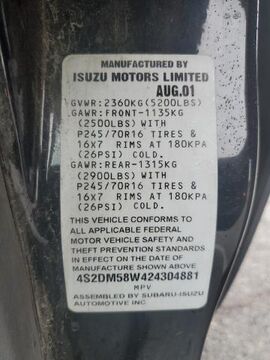 MANUFACTURED BY
ISUZU MOTORS LIMITED
AUG.01
GVWR:2360KG(5200LBS)
GAWR:FRONT-1135KG
(2500LBS)WITH
P245/70R16 TIRES &
16x7 RIMS AT 180KPA
(26PSI) COLD.
GAWR:REAR-1315KG
(2900LBS)WITH
P245/70R16 TIRES &
16x7 RIMS AT 180KPA
(26PSI) COLD.
THIS VEHICLE CONFORMS TO
ALL APPLICABLE FEDERAL
MOTOR VEHICLE SAFETY AND
THEFT PREVENTION STANDARDS
IN EFFECT ON THE DATE OF
MANUFACTURE SHOWN ABOVE.
4S2DM58W424304881
MPV
ASSEMBLED BY SUBARU-ISUZU
AUTOMOTIVE INC.